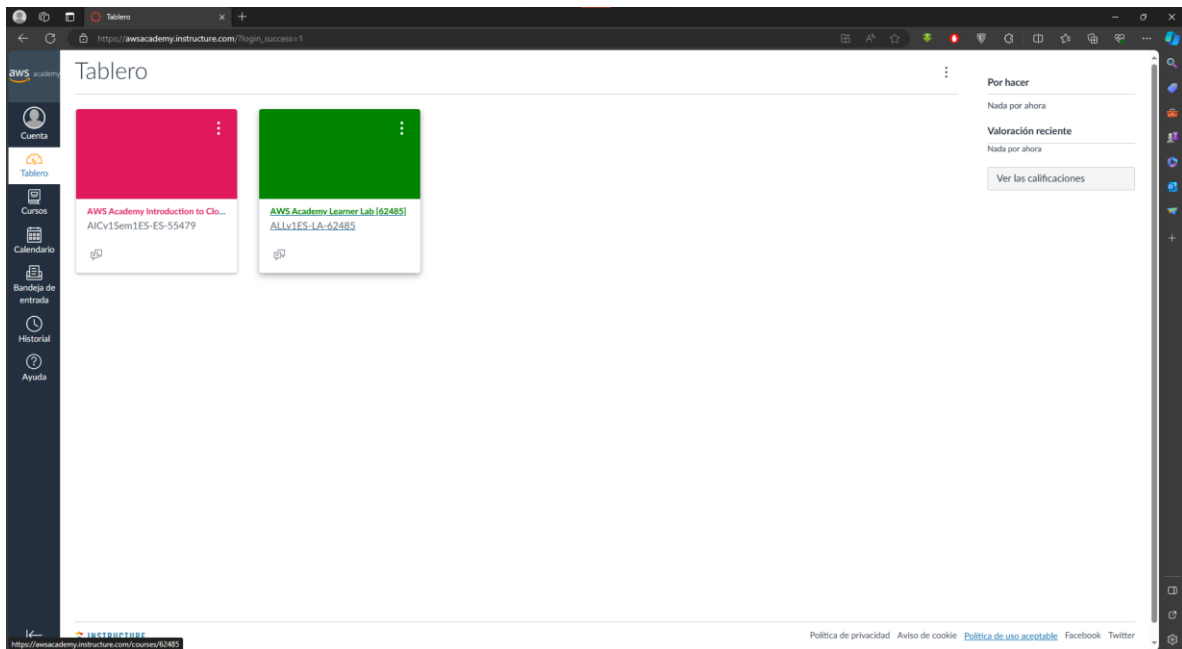 Tablero
https://awsacademy.instructure.com/?login_success=1
aws academy
Cuenta
Tablero
Cursos
Calendario
Bandeja de
entrada
Historial
Ayuda
Tablero
AWS Academy Introduction to Clo...
AICv1Sem1ES-ES-55479
AWS Academy Learner Lab [62485]
ALLv1ES-LA-62485
Por hacer
Nada por ahora
Valoración reciente
Nada por ahora
Ver las calificaciones
INSTRUCTURE
Política de privacidad Aviso de cookie Política de uso aceptable Facebook Twitter
https://awsacademy.instructure.com/courses/62485